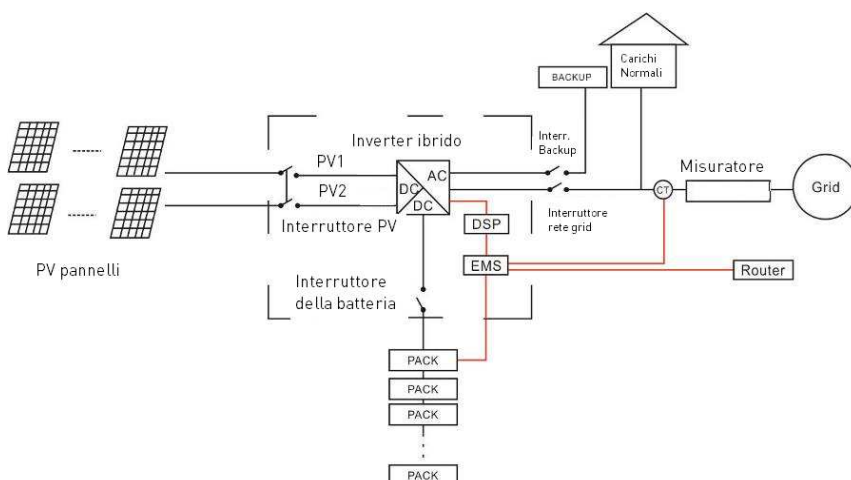 Carichi
Normali
BACKUP
Inverter ibrido
Interr.
Backup
PV1
PV2
DC
AC
DC
Misuratore
CT
Grid
Interruttore PV
DSP
Interruttore
rete grid
EMS
Router
PV pannelli
Interruttore
della batteria
PACK
PACK
PACK
PACK